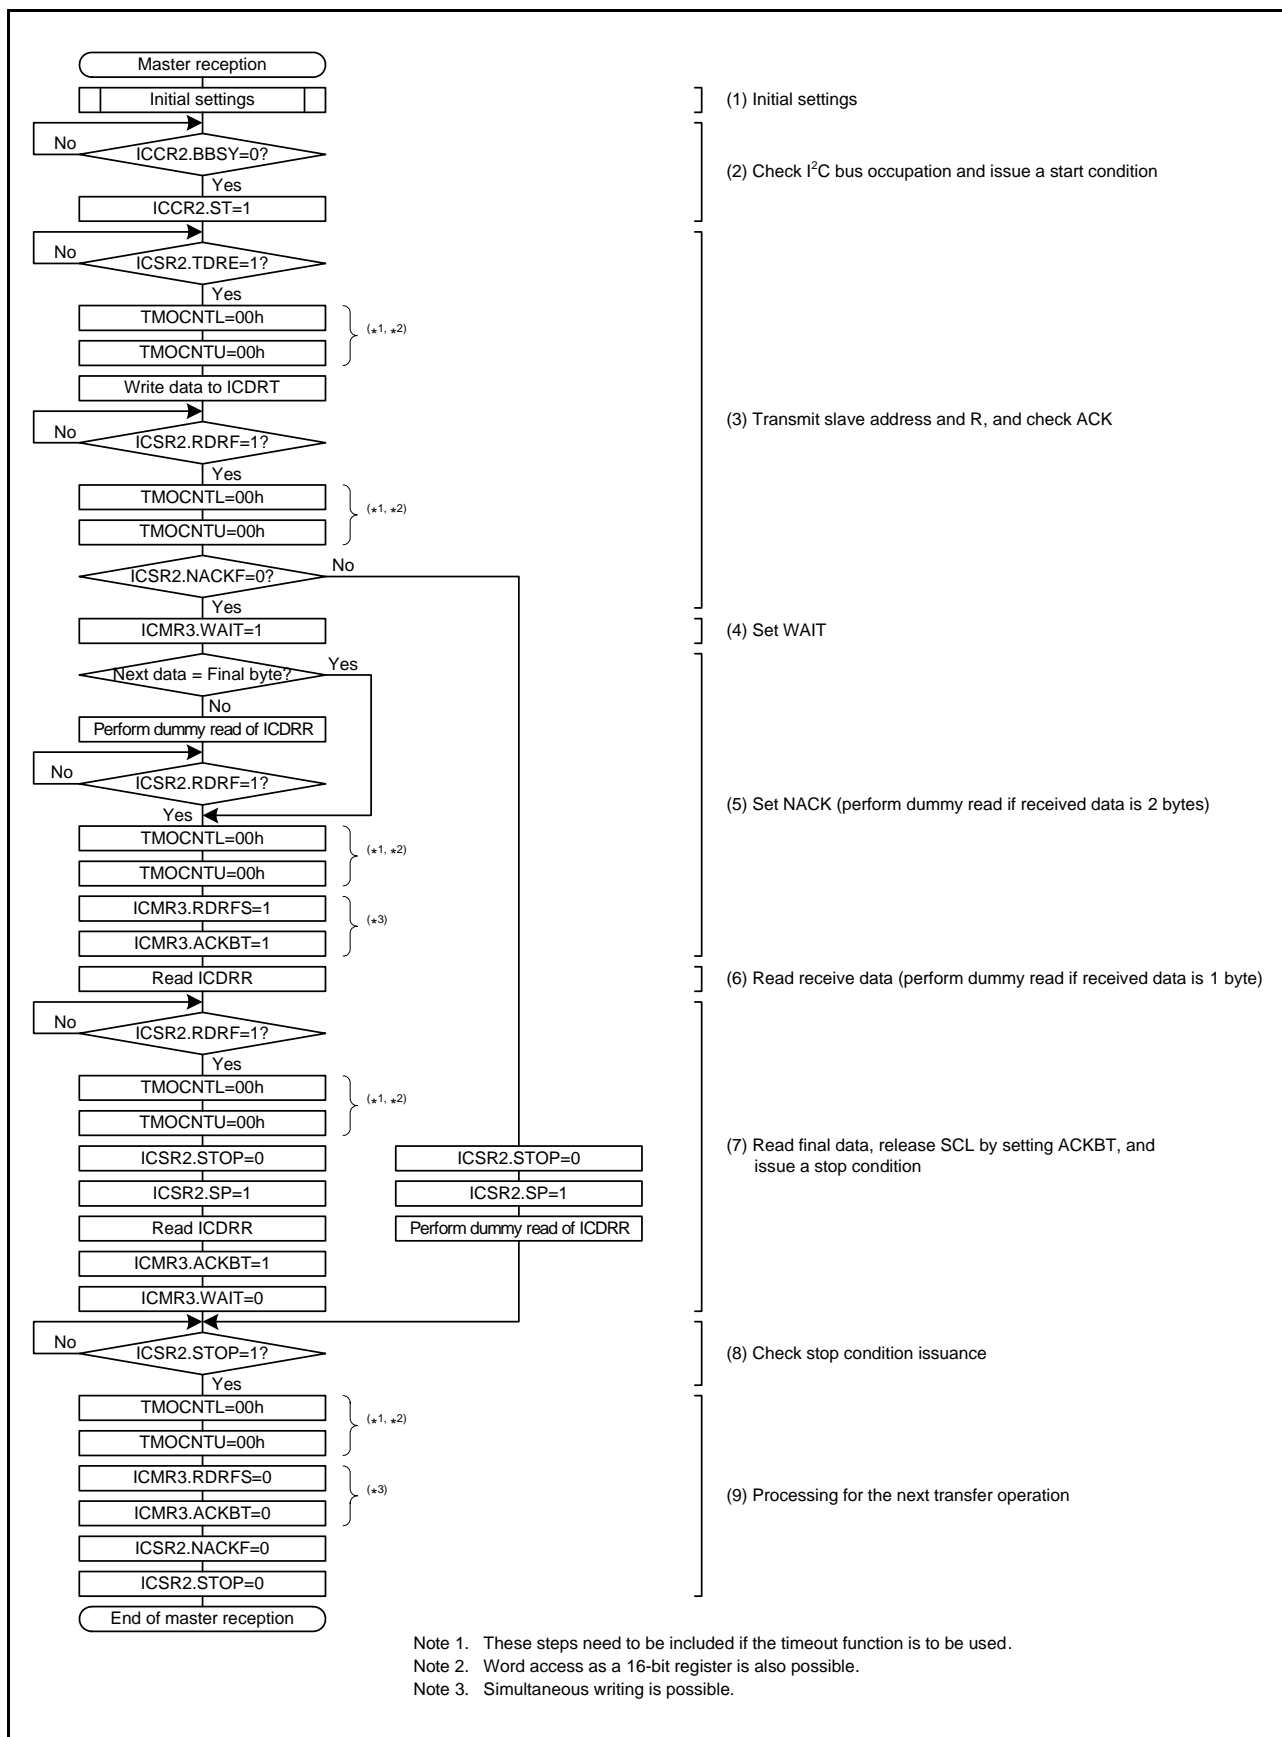 Master reception
Initial settings
(1) Initial settings
No
ICCR2.BBSY=0?
Yes
(2) Check I²C bus occupation and issue a start condition
ICCR2.ST=1
No
ICSR2.TDRE=1?
Yes
TMOCNTL=00h
(*1, *2)
TMOCNTU=00h
Write data to ICDRT
No
ICSR2.RDRF=1?
(3) Transmit slave address and R, and check ACK
Yes
TMOCNTL=00h
(*1, *2)
TMOCNTU=00h
ICSR2.NACKF=0?
No
Yes
ICMR3.WAIT=1
(4) Set WAIT
Next data = Final byte?
Yes
No
Perform dummy read of ICDRR
No
ICSR2.RDRF=1?
Yes
(5) Set NACK (perform dummy read if received data is 2 bytes)
TMOCNTL=00h
(*1, *2)
TMOCNTU=00h
ICMR3.RDRFS=1
(*3)
ICMR3.ACKBT=1
Read ICDRR
(6) Read receive data (perform dummy read if received data is 1 byte)
No
ICSR2.RDRF=1?
Yes
TMOCNTL=00h
(*1, *2)
TMOCNTU=00h
(7) Read final data, release SCL by setting ACKBT, and
issue a stop condition
ICSR2.STOP=0
ICSR2.STOP=0
ICSR2.SP=1
ICSR2.SP=1
Read ICDRR
Perform dummy read of ICDRR
ICMR3.ACKBT=1
ICMR3.WAIT=0
No
ICSR2.STOP=1?
(8) Check stop condition issuance
Yes
TMOCNTL=00h
(*1, *2)
TMOCNTU=00h
ICMR3.RDRFS=0
(*3)
(9) Processing for the next transfer operation
ICMR3.ACKBT=0
ICSR2.NACKF=0
ICSR2.STOP=0
End of master reception
Note 1. These steps need to be included if the timeout function is to be used.
Note 2. Word access as a 16-bit register is also possible.
Note 3. Simultaneous writing is possible.